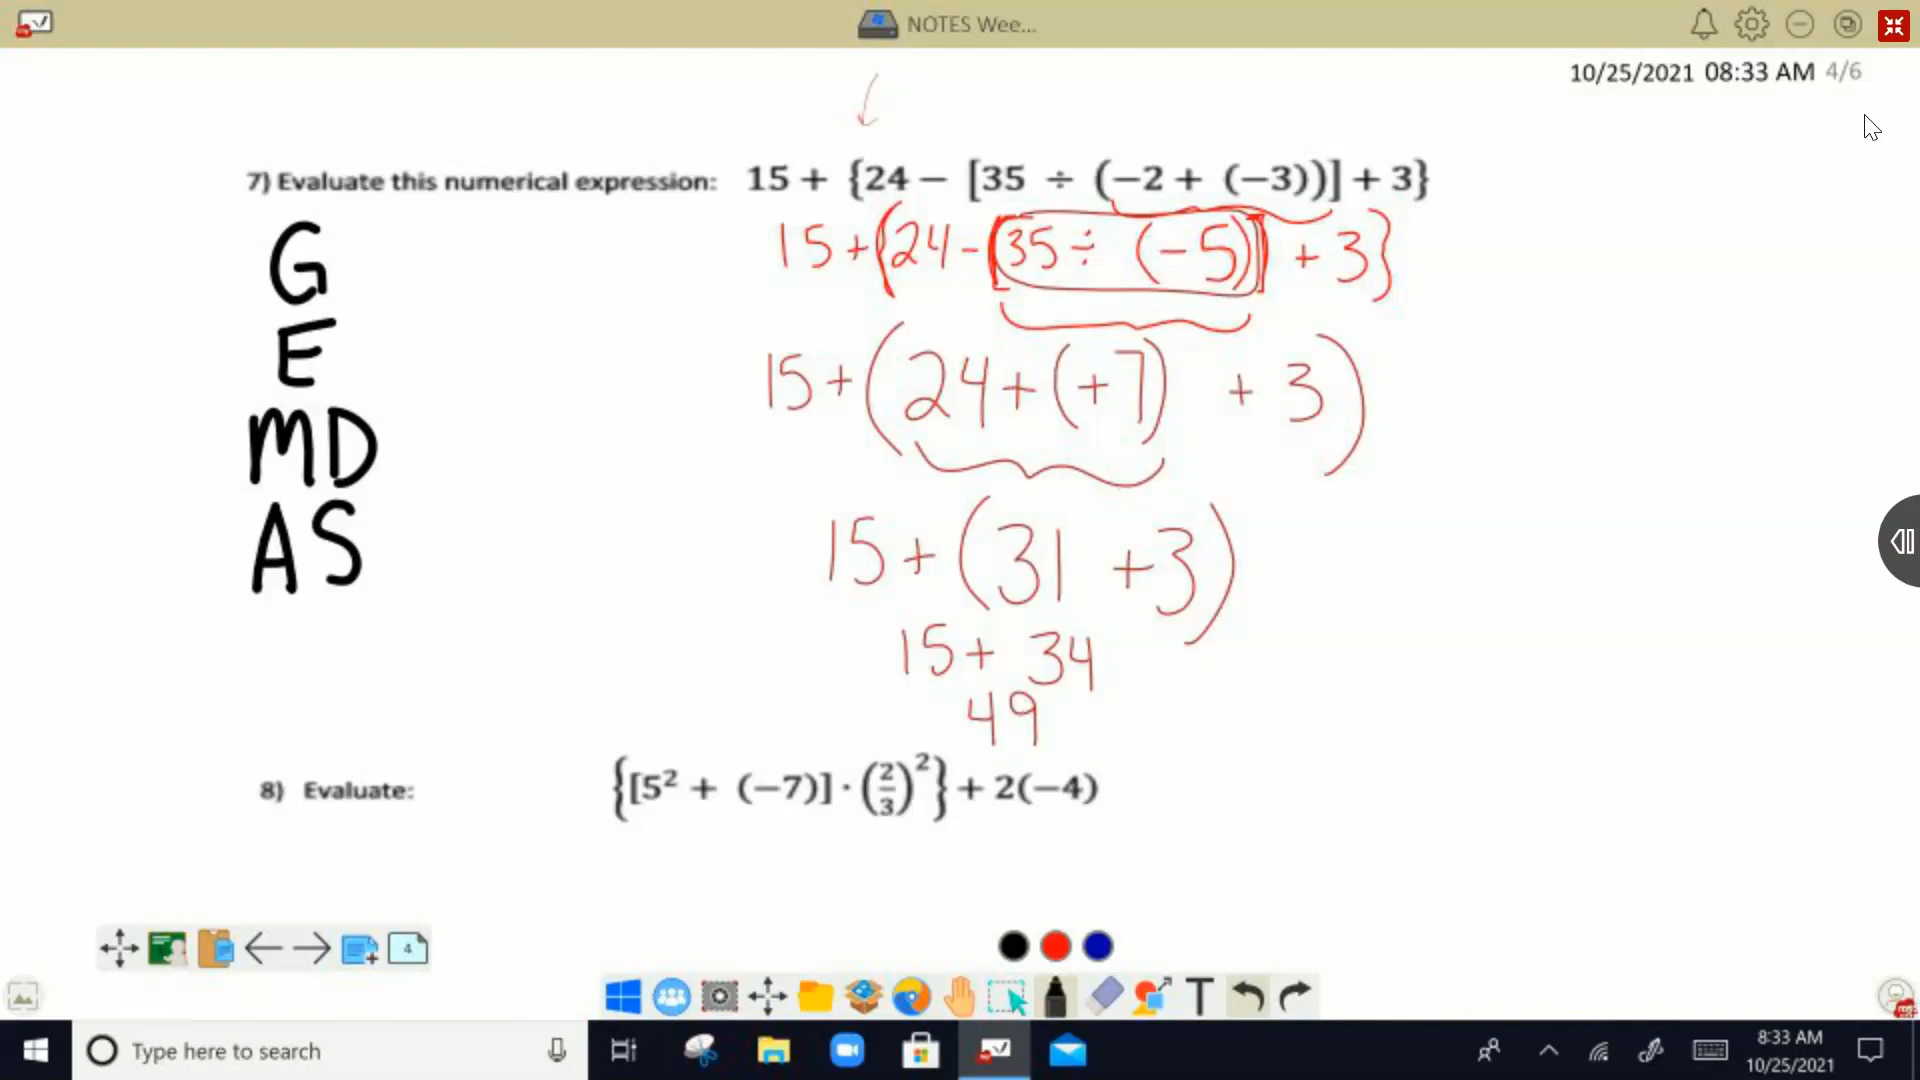 NOTES Wee...
10/25/2021 08:33 AM 4/6
7) Evaluate this numerical expression: 15 + {24 − [35 ÷ (−2 + (−3))] + 3}
15 + {24 - [35 ÷ (-5)] + 3}
G
E
MD
AS
15 + (24 + (+7) + 3)
15 + (31 + 3)
15 + 34
49
8) Evaluate: {[5² + (−7)] · (2/3)²} + 2(−4)
4
T
Type here to search
8:33 AM
10/25/2021